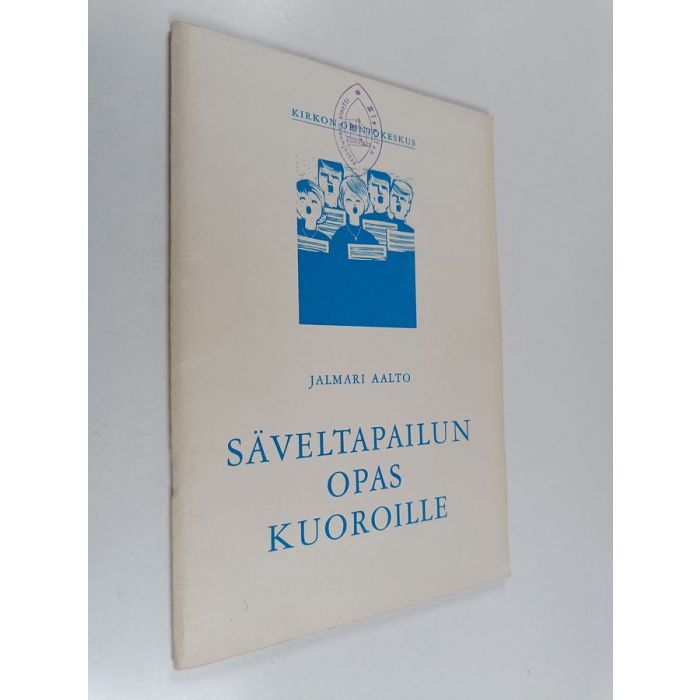 KIRKON OPINTOKESKUS
JALMARI AALTO
SÄVELTAPAILUN
OPAS
KUOROILLE